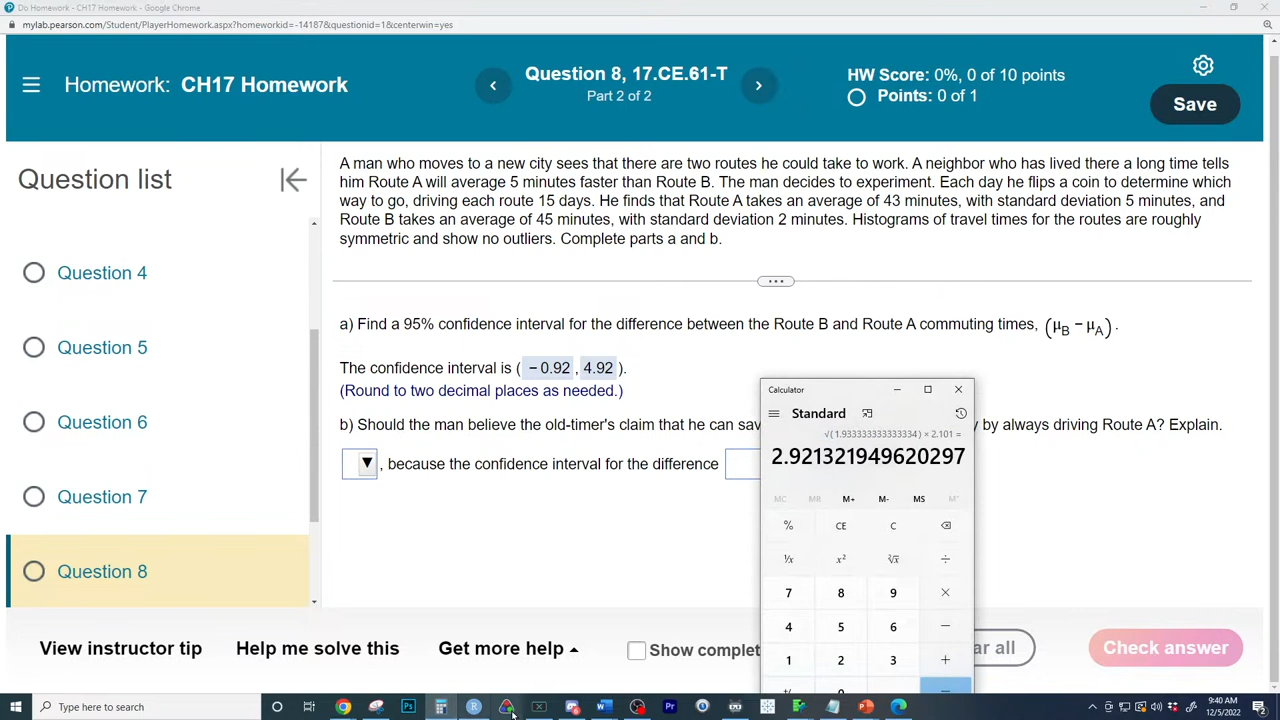 Do Homework - CH17 Homework - Google Chrome
mylab.pearson.com/Student/PlayerHomework.aspx?homeworkid=-14187&questionid=1&centerwin=yes
Homework: CH17 Homework
Question 8, 17.CE.61-T
Part 2 of 2
HW Score: 0%, 0 of 10 points
Points: 0 of 1
Save
Question list
Question 4
Question 5
Question 6
Question 7
Question 8
A man who moves to a new city sees that there are two routes he could take to work. A neighbor who has lived there a long time tells
him Route A will average 5 minutes faster than Route B. The man decides to experiment. Each day he flips a coin to determine which
way to go, driving each route 15 days. He finds that Route A takes an average of 43 minutes, with standard deviation 5 minutes, and
Route B takes an average of 45 minutes, with standard deviation 2 minutes. Histograms of travel times for the routes are roughly
symmetric and show no outliers. Complete parts a and b.
a) Find a 95% confidence interval for the difference between the Route B and Route A commuting times, (μB − μA).
The confidence interval is ( − 0.92 , 4.92 ).
(Round to two decimal places as needed.)
b) Should the man believe the old-timer's claim that he can sav
y by always driving Route A? Explain.
▼ , because the confidence interval for the difference
Calculator
Standard
√(1.933333333333334) × 2.101 =
2.921321949620297
MC MR M+ M- MS M˅
% CE C
¹/x x² ²√x ÷
7 8 9 ×
4 5 6 −
1 2 3 +
+/ 0 =
View instructor tip
Help me solve this
Get more help
Show complet
ar all
Check answer
Type here to search
9:40 AM
12/5/2022